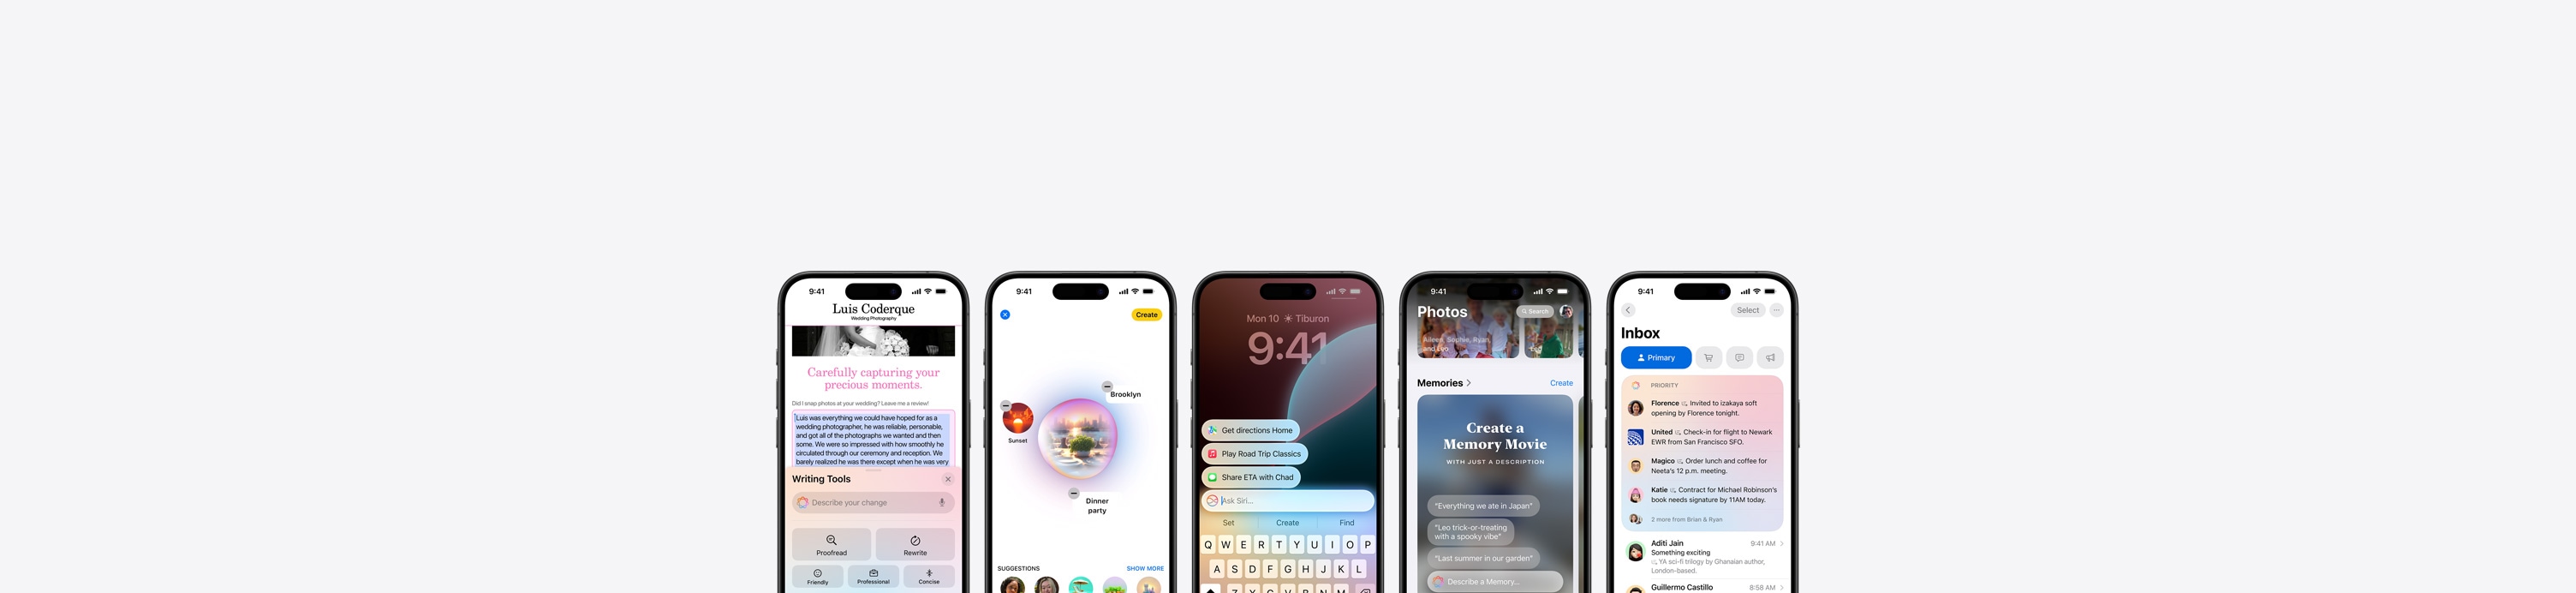 9:41
Luis Coderque
Wedding Photography
Carefully capturing your
precious moments.
Did I snap photos at your wedding? Leave me a review!
Luis was everything we could have hoped for as a
wedding photographer, he was reliable, personable,
and got all of the photographs we wanted and then
some. We were so impressed with how smoothly he
circulated through our ceremony and reception. We
barely realized he was there except when he was very
Writing Tools
Describe your change
Proofread
Rewrite
Friendly
Professional
Concise
9:41
Create
Brooklyn
Sunset
Dinner
party
SUGGESTIONS
SHOW MORE
Mon 10 Tiburon
9:41
Get directions Home
Play Road Trip Classics
Share ETA with Chad
Ask Siri...
Set Create Find
Q W E R T Y U I O P
A S D F G H J K L
Z X C V B N M
9:41
Photos
Search
Aileen, Sophie, Ryan,
and Leo
Leo
Memories
Create
Create a
Memory Movie
WITH JUST A DESCRIPTION
"Everything we ate in Japan"
"Leo trick-or-treating
with a spooky vibe"
"Last summer in our garden"
Describe a Memory...
9:41
Select
Inbox
Primary
PRIORITY
Florence Invited to izakaya soft
opening by Florence tonight.
United Check-in for flight to Newark
EWR from San Francisco SFO.
Magico Order lunch and coffee for
Neeta's 12 p.m. meeting.
Katie Contract for Michael Robinson's
book needs signature by 11AM today.
2 more from Brian & Ryan
Aditi Jain 9:41 AM
Something exciting
YA sci-fi trilogy by Ghanaian author,
London-based.
Guillermo Castillo 8:58 AM